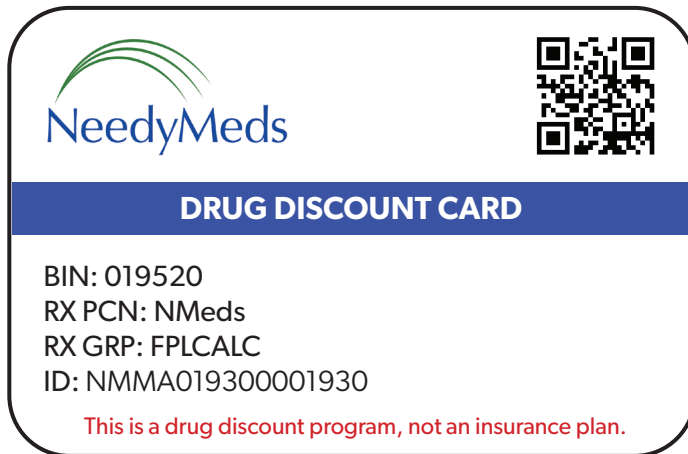 NeedyMeds
DRUG DISCOUNT CARD
BIN: 019520
RX PCN: NMeds
RX GRP: FPLCALC
ID: NMMA019300001930
This is a drug discount program, not an insurance plan.